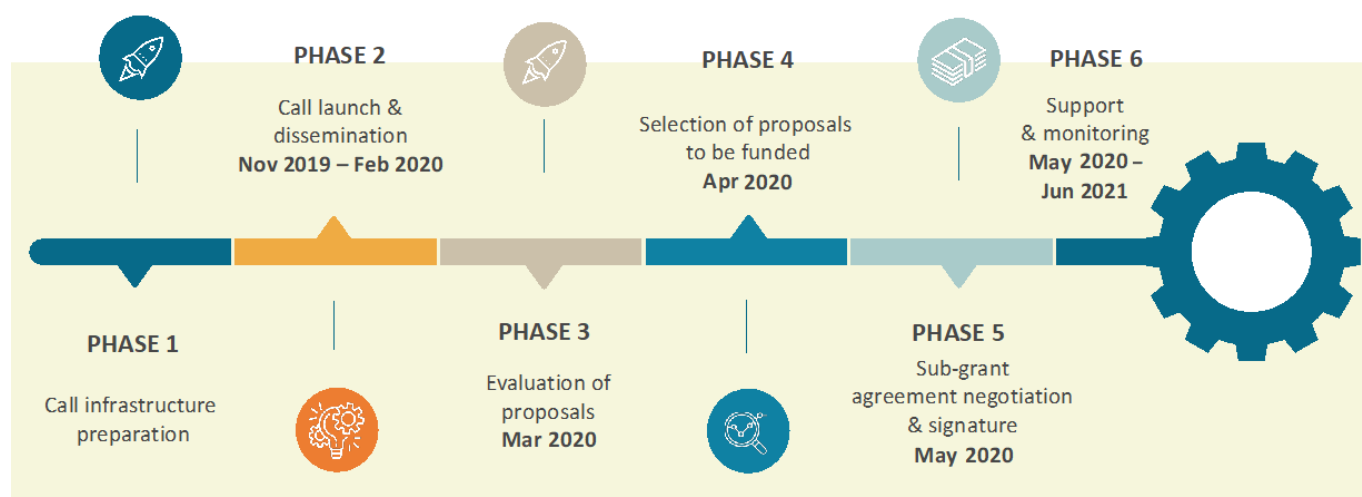 PHASE 1
Call infrastructure
preparation
PHASE 2
Call launch &
dissemination
Nov 2019 – Feb 2020
PHASE 3
Evaluation of
proposals
Mar 2020
PHASE 4
Selection of proposals
to be funded
Apr 2020
PHASE 5
Sub-grant
agreement negotiation
& signature
May 2020
PHASE 6
Support
& monitoring
May 2020 –
Jun 2021